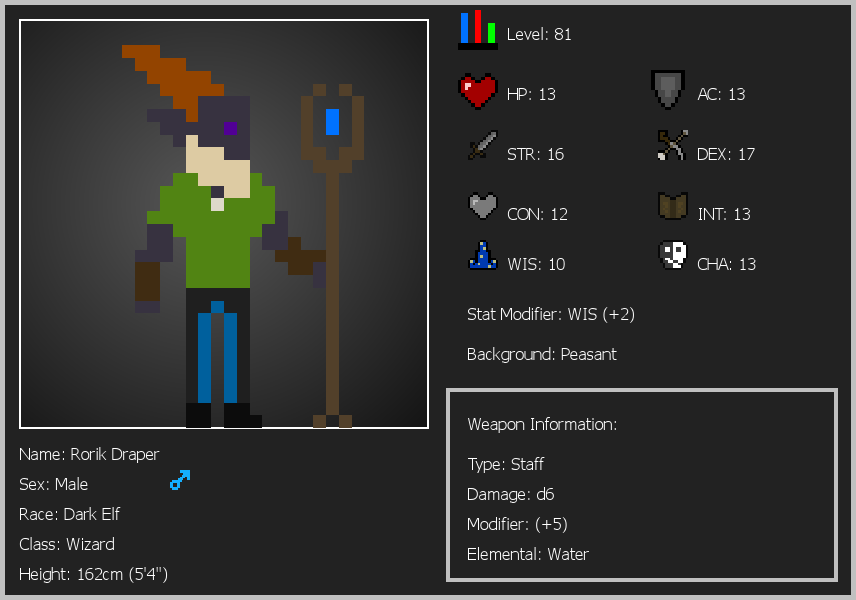 Level: 81
HP: 13
AC: 13
STR: 16
DEX: 17
CON: 12
INT: 13
WIS: 10
CHA: 13
Stat Modifier: WIS (+2)
Background: Peasant
Weapon Information:
Type: Staff
Damage: d6
Modifier: (+5)
Elemental: Water
Name: Rorik Draper
Sex: Male
Race: Dark Elf
Class: Wizard
Height: 162cm (5'4")